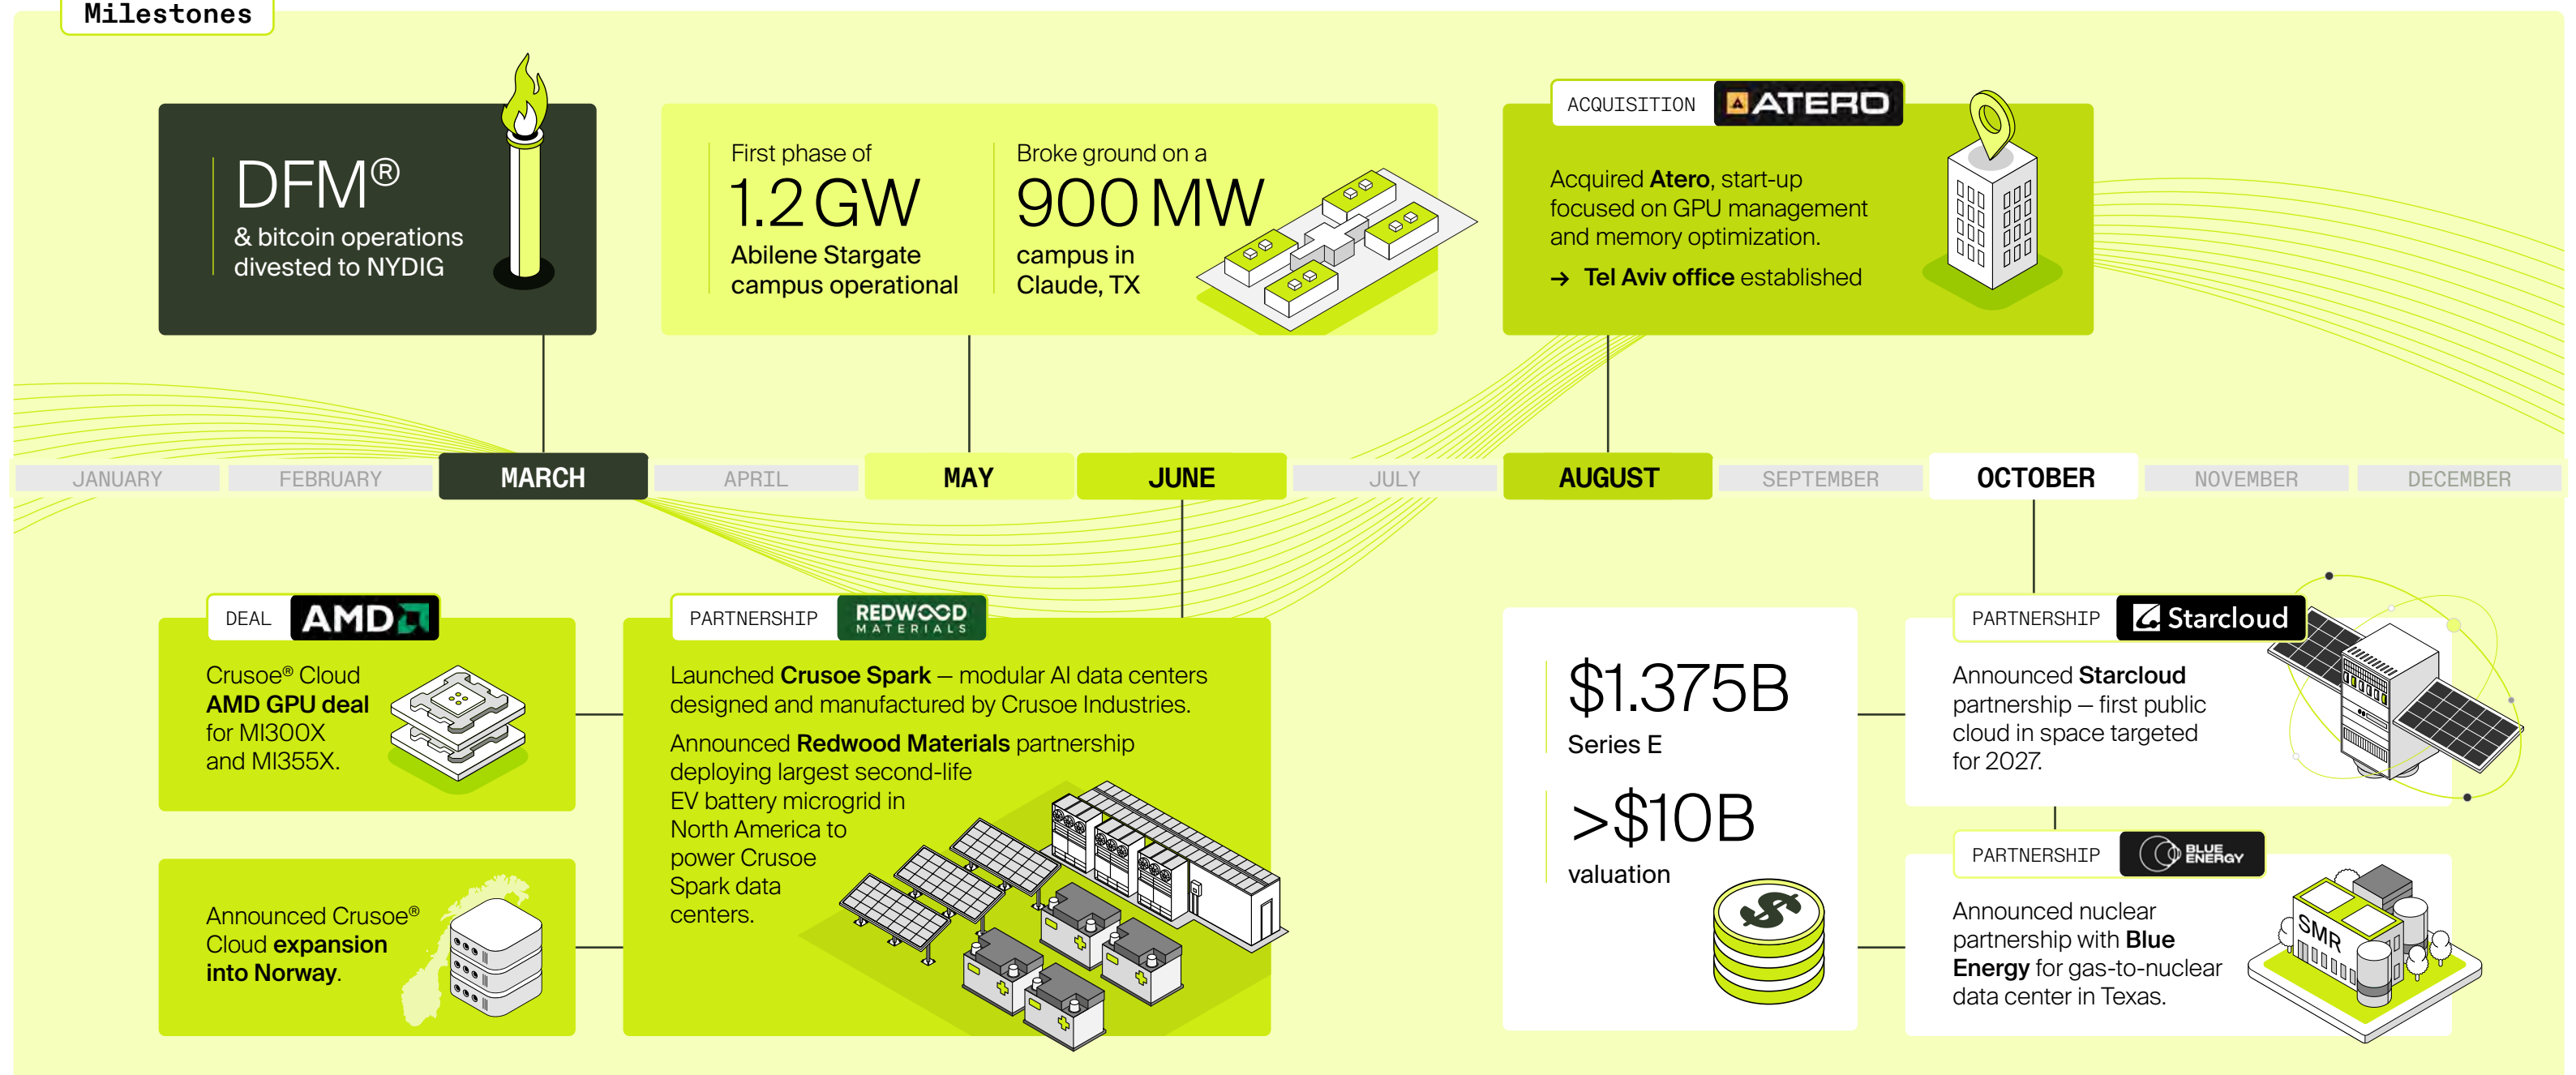 Milestones
DFM®
& bitcoin operations
divested to NYDIG
First phase of
1.2 GW
Abilene Stargate
campus operational
Broke ground on a
900 MW
campus in
Claude, TX
ACQUISITION ATERO
Acquired Atero, start-up
focused on GPU management
and memory optimization.
→ Tel Aviv office established
JANUARY FEBRUARY MARCH APRIL MAY JUNE JULY AUGUST SEPTEMBER OCTOBER NOVEMBER DECEMBER
DEAL AMD
Crusoe® Cloud
AMD GPU deal
for MI300X
and MI355X.
Announced Crusoe®
Cloud expansion
into Norway.
PARTNERSHIP REDWOOD
MATERIALS
Launched Crusoe Spark – modular AI data centers
designed and manufactured by Crusoe Industries.
Announced Redwood Materials partnership
deploying largest second-life
EV battery microgrid in
North America to
power Crusoe
Spark data
centers.
$1.375B
Series E
>$10B
valuation
$
PARTNERSHIP Starcloud
Announced Starcloud
partnership – first public
cloud in space targeted
for 2027.
PARTNERSHIP BLUE
ENERGY
Announced nuclear
partnership with Blue
Energy for gas-to-nuclear
data center in Texas.
SMR